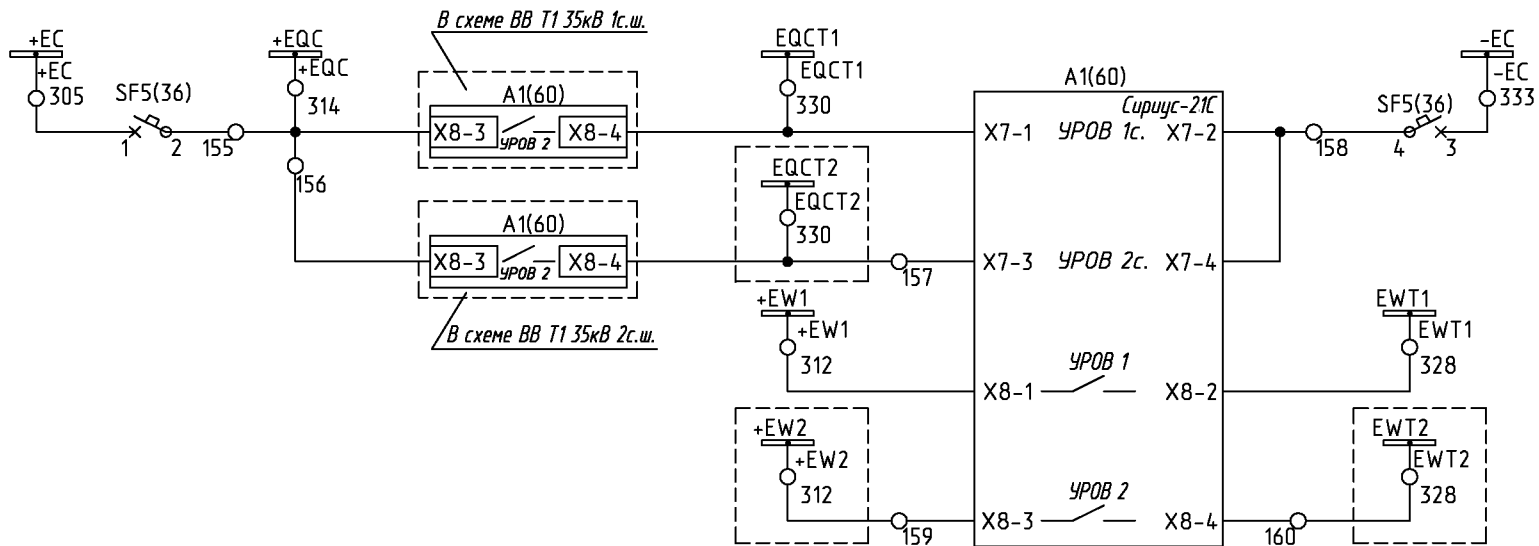 В схеме ВВ Т1 35кВ 1с.ш.
+EC
+EC
305
SF5(36)
1
2
155
+EQC
+EQC
314
156
A1(60)
X8-3
УРОВ 2
X8-4
A1(60)
X8-3
УРОВ 2
X8-4
В схеме ВВ Т1 35кВ 2с.ш.
EQCT1
EQCT1
330
EQCT2
EQCT2
330
157
+EW1
+EW1
312
+EW2
+EW2
312
159
A1(60)
Сириус-21С
X7-1
УРОВ 1с.
X7-2
X7-3
УРОВ 2с.
X7-4
X8-1
УРОВ 1
X8-2
X8-3
УРОВ 2
X8-4
158
SF5(36)
4
3
-EC
-EC
333
EWT1
EWT1
328
EWT2
EWT2
328
160